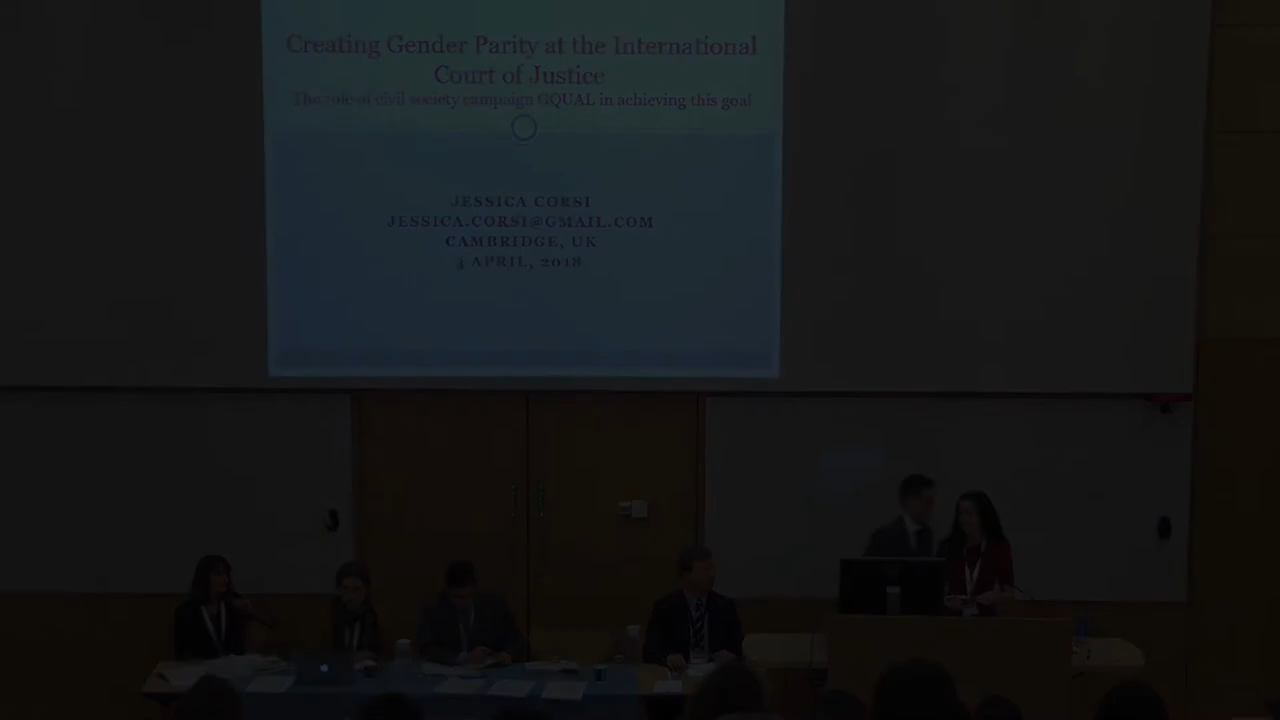 Creating Gender Parity at the International
Court of Justice
The role of civil society campaign GQUAL in achieving this goal
JESSICA CORSI
JESSICA.CORSI@GMAIL.COM
CAMBRIDGE, UK
3 APRIL, 2018